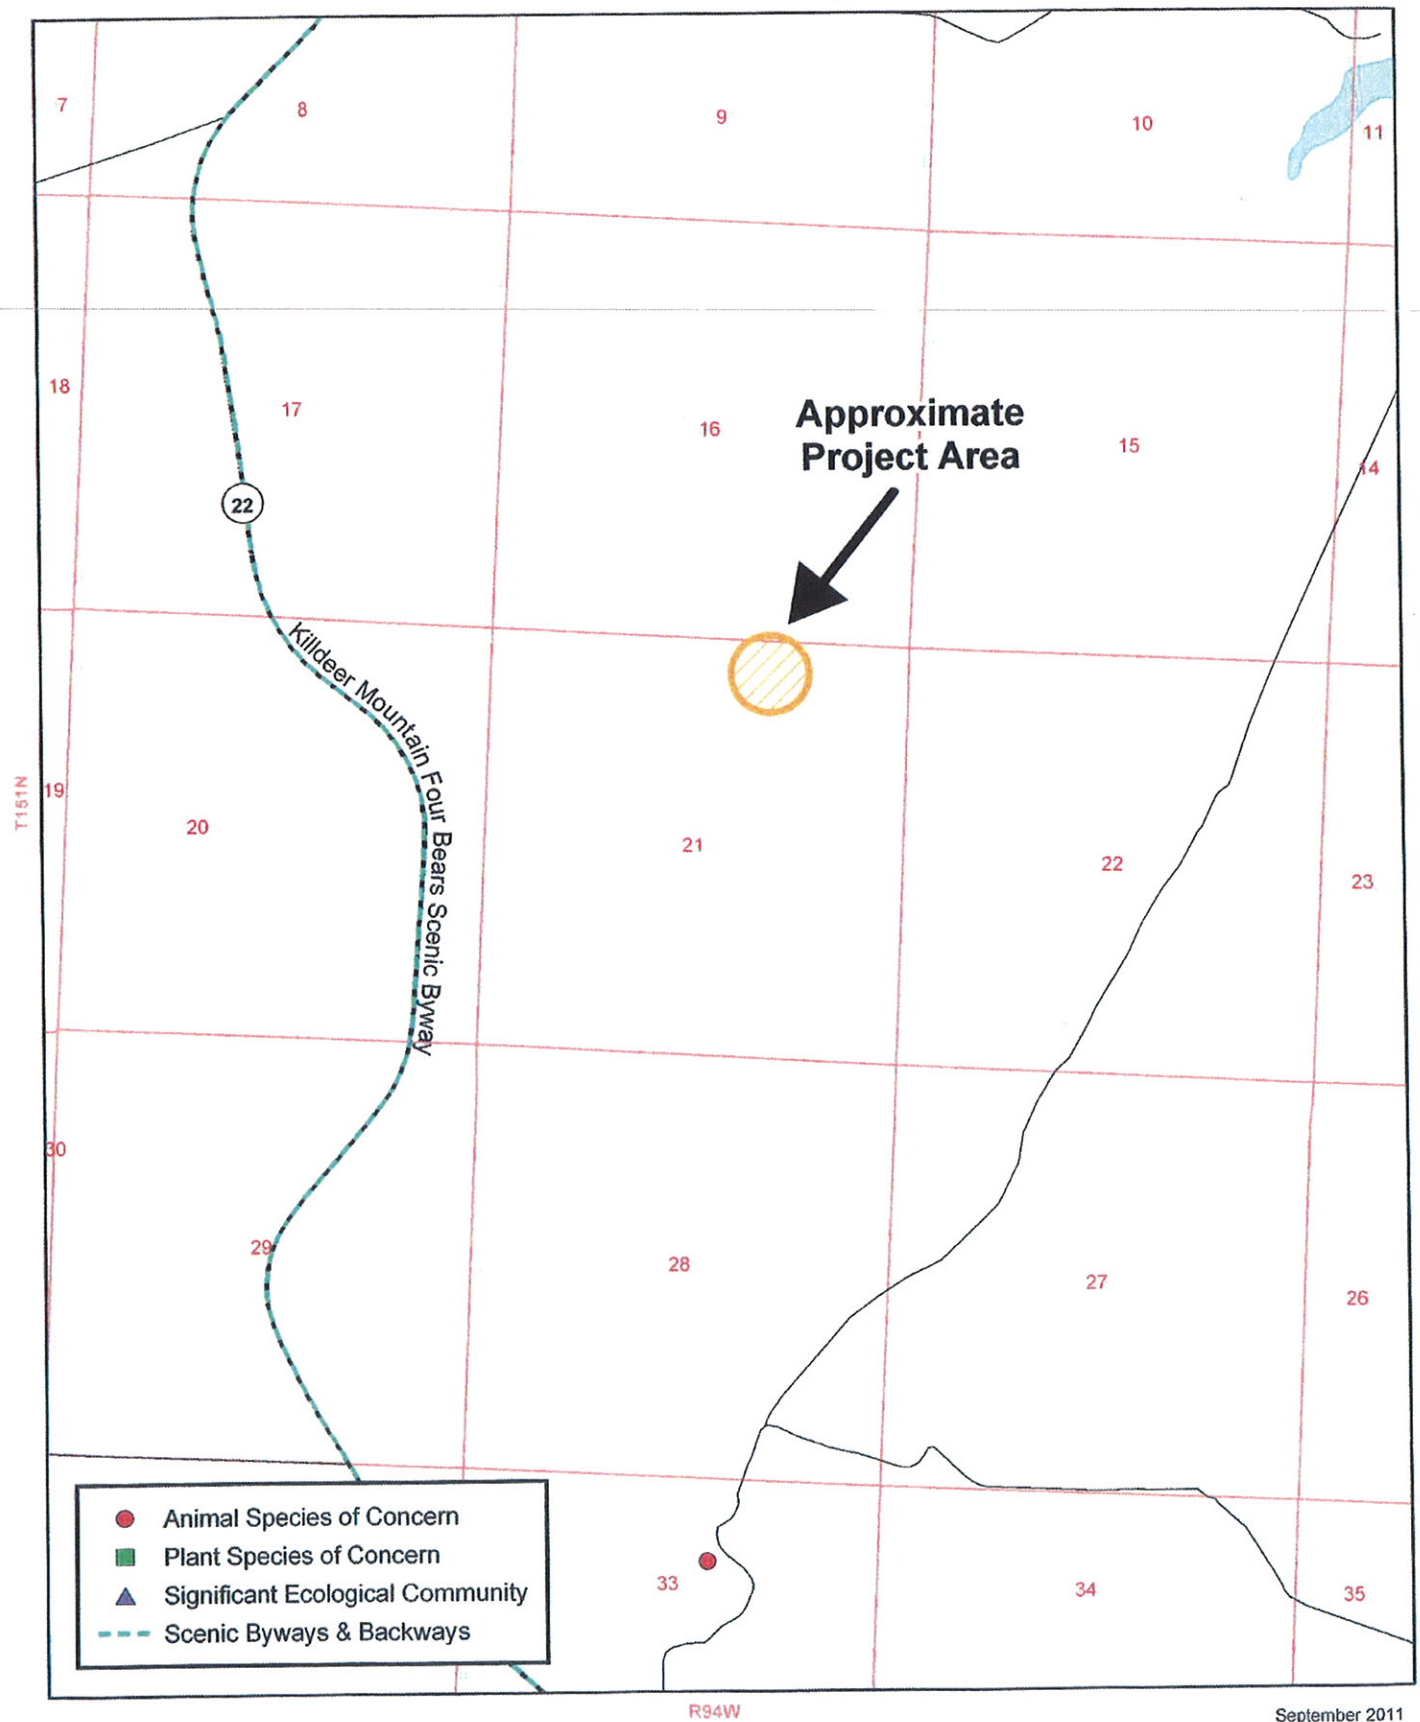 7
8
9
10
11
18
17
16
Approximate
Project Area
15
14
22
Killdeer Mountain Four Bears Scenic Byway
T151N
19
20
21
22
23
30
29
28
27
26
Animal Species of Concern
Plant Species of Concern
Significant Ecological Community
Scenic Byways & Backways
33
34
35
R94W
September 2011